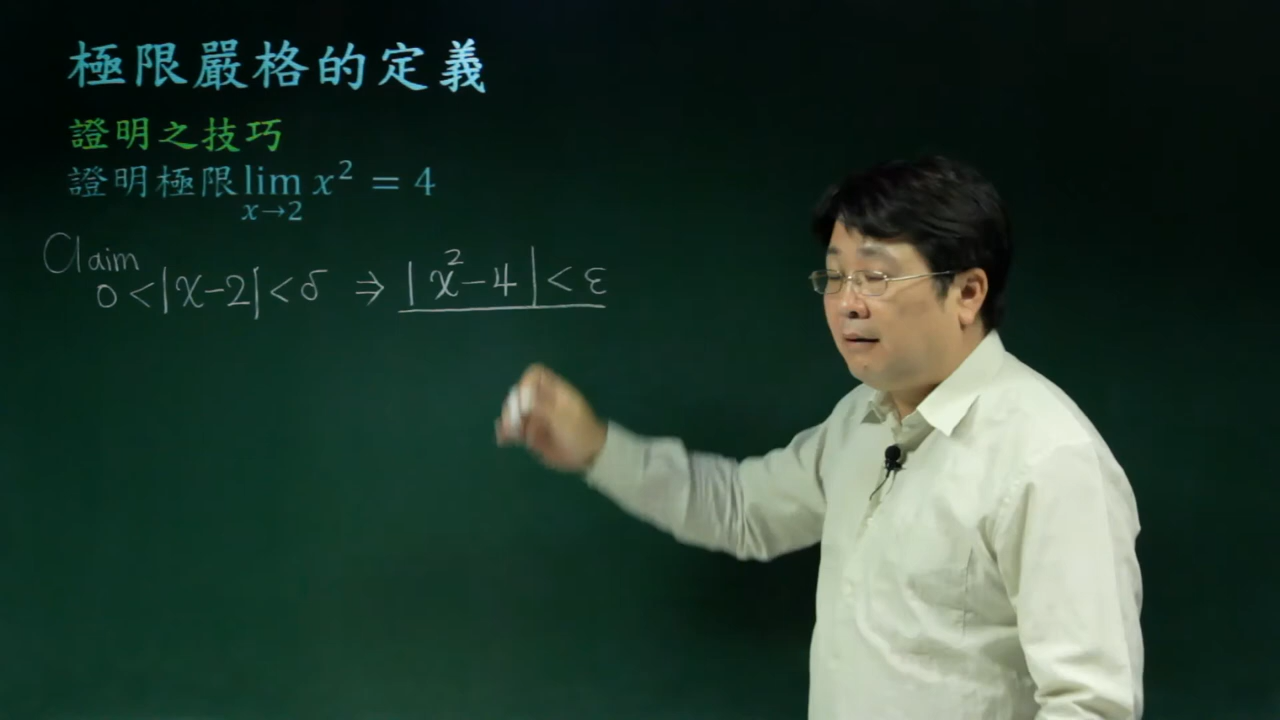 極限嚴格的定義
證明之技巧
證明極限 lim x→2 x² = 4
Claim
0 < |x-2| < δ ⇒ |x²-4| < ε